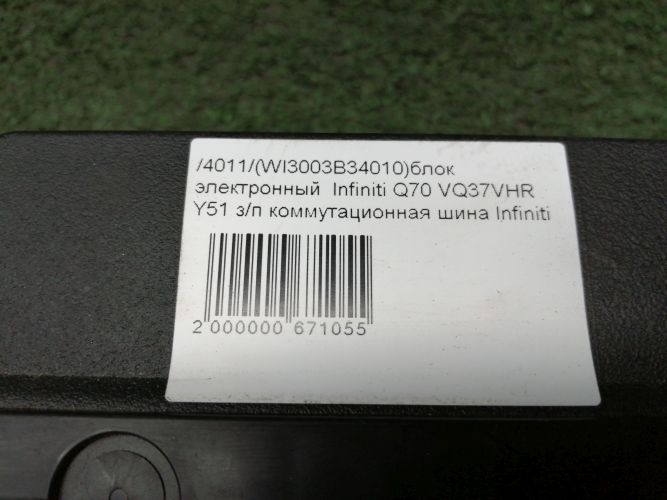 /4011/(WI3003B34010)блок
электронный Infiniti Q70 VQ37VHR
Y51 з/п коммутационная шина Infiniti
2 000000 671055